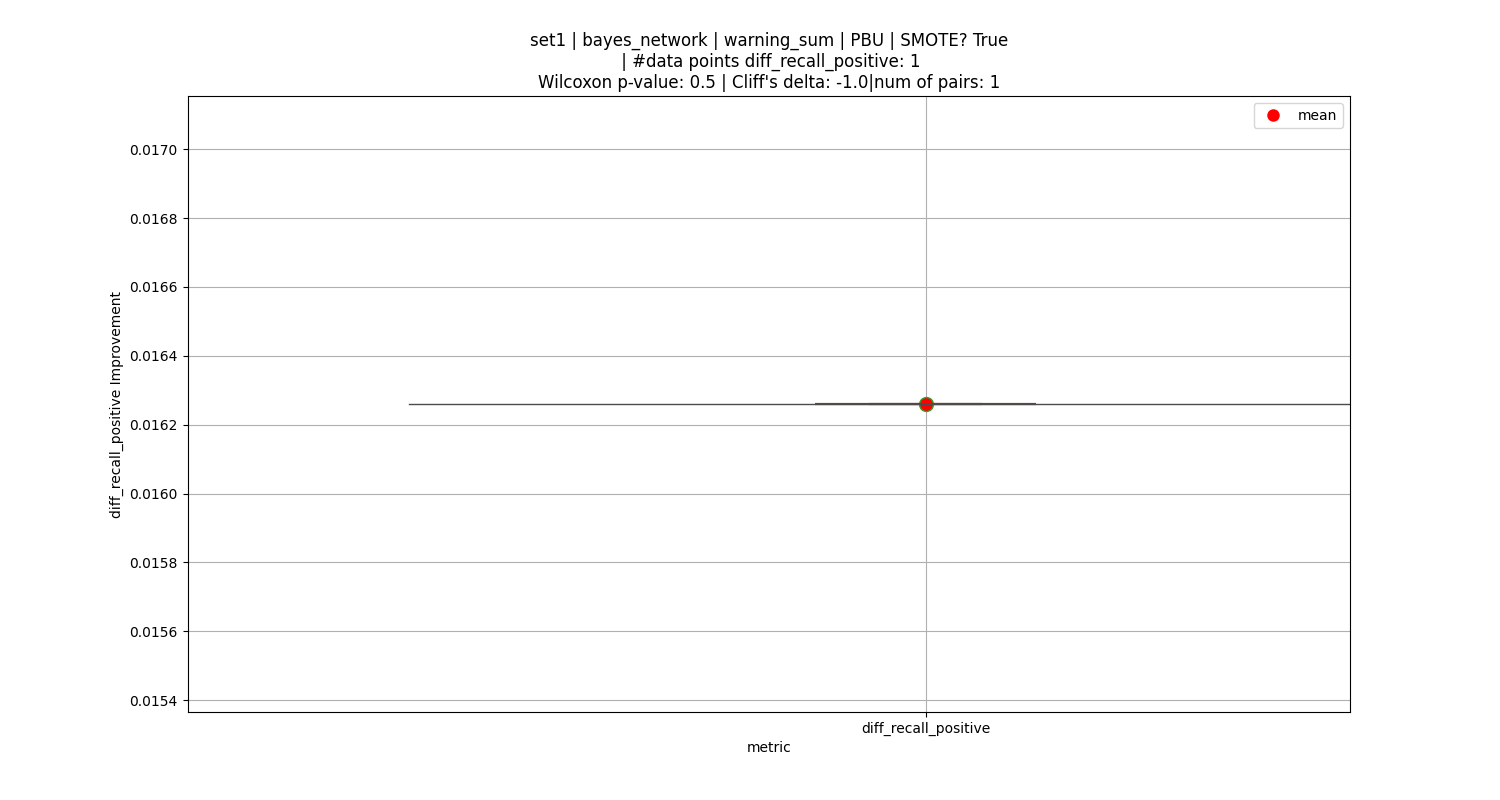 set1 | bayes_network | warning_sum | PBU | SMOTE? True
| #data points diff_recall_positive: 1
Wilcoxon p-value: 0.5 | Cliff's delta: -1.0|num of pairs: 1
mean
0.0170
0.0168
0.0166
0.0164
0.0162
0.0160
0.0158
0.0156
0.0154
diff_recall_positive Improvement
diff_recall_positive
metric